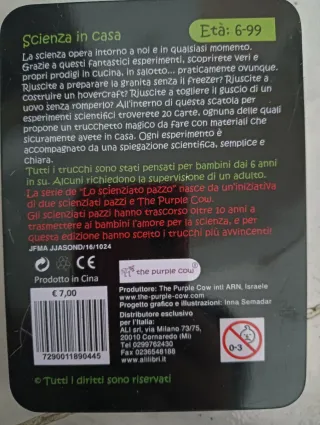 Scienza in casa
Età: 6-99
La scienza opera intorno a noi e in qualsiasi momento.
Grazie a questi fantastici esperimenti, scoprirete veri e
propri prodigi in cucina, in salotto... praticamente ovunque.
Riuscite a preparare la granita senza il freezer? Riuscite a
costruire un hovercraft? Riuscite a togliere il guscio di un
uovo senza romperlo? All'interno di questa scatola per
esperimenti scientifici troverete 20 carte, ognuna delle quali
propone un trucchetto magico da fare con materiali che
sicuramente avete in casa. Ogni esperimento è
accompagnato da una spiegazione scientifica, semplice e
chiara.
Tutti i trucchi sono stati pensati per bambini dai 6 anni
in su. Alcuni richiedono la supervisione di un adulto.
La serie de "Lo scienziato pazzo" nasce da un'iniziativa
di due scienziati pazzi e The Purple Cow.
Gli scienziati pazzi hanno trascorso oltre 10 anni a
trasmettere ai bambini l'amore per la scienza, e per
questa edizione hanno scelto i trucchi più avvincenti!
JFMA JJASOND/16/1024
CE
Prodotto in Cina
the purple cow
€ 7,00
7290011890445
Produttore: The Purple Cow intl ARN, Israele
www.the-purple-cow.com
Progetto grafico e illustrazioni: Inna Semadar
Distributore esclusivo
per l'Italia:
ALI srl, via Milano 73/75,
20010 Cornaredo (MI)
Tel 0299762430
Fax 0236548188
www.alilibri.it
0-3
© Tutti i diritti sono riservati